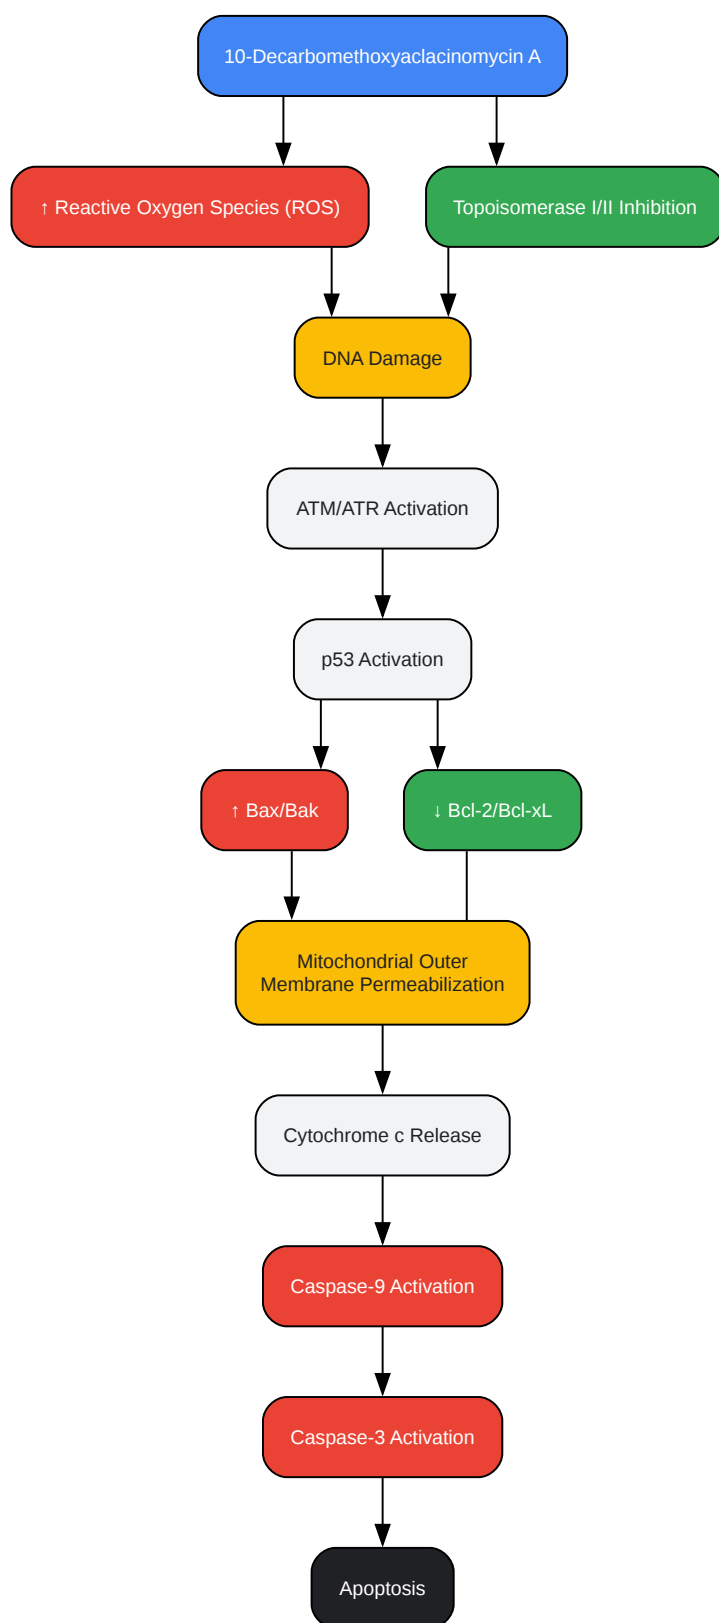 10-Decarbomethoxyaclacinomycin A
↑ Reactive Oxygen Species (ROS)
Topoisomerase I/II Inhibition
DNA Damage
ATM/ATR Activation
p53 Activation
↑ Bax/Bak
↓ Bcl-2/Bcl-xL
Mitochondrial Outer
Membrane Permeabilization
Cytochrome c Release
Caspase-9 Activation
Caspase-3 Activation
Apoptosis